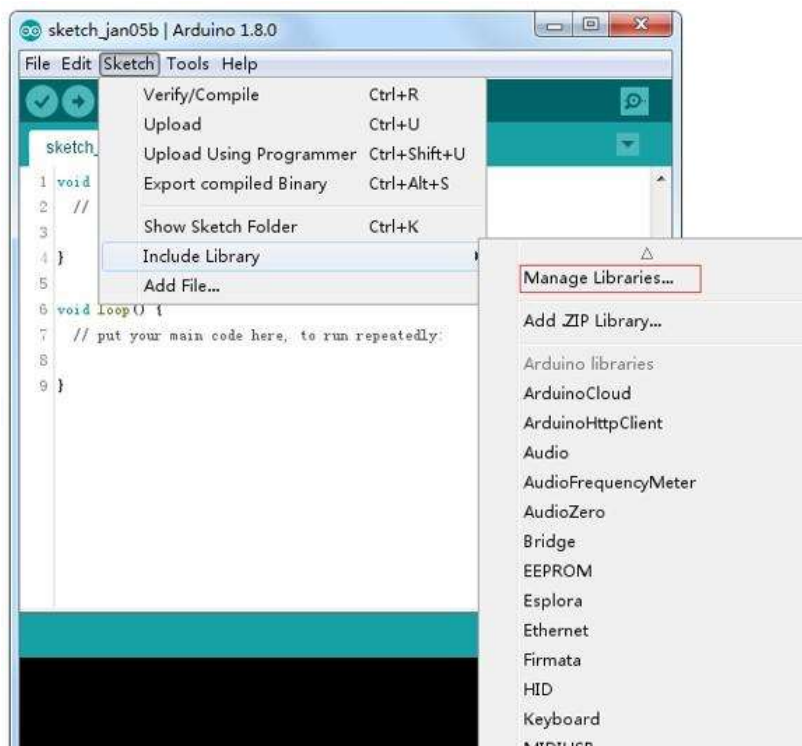 sketch_jan05b | Arduino 1.8.0
File Edit Sketch Tools Help
Verify/Compile Ctrl+R
Upload Ctrl+U
Upload Using Programmer Ctrl+Shift+U
Export compiled Binary Ctrl+Alt+S
Show Sketch Folder Ctrl+K
Include Library
Add File...
sketch_
1 void
2 //
3
4 }
5
6 void loop() {
7 // put your main code here, to run repeatedly:
8
9 }
Manage Libraries...
Add .ZIP Library...
Arduino libraries
ArduinoCloud
ArduinoHttpClient
Audio
AudioFrequencyMeter
AudioZero
Bridge
EEPROM
Esplora
Ethernet
Firmata
HID
Keyboard